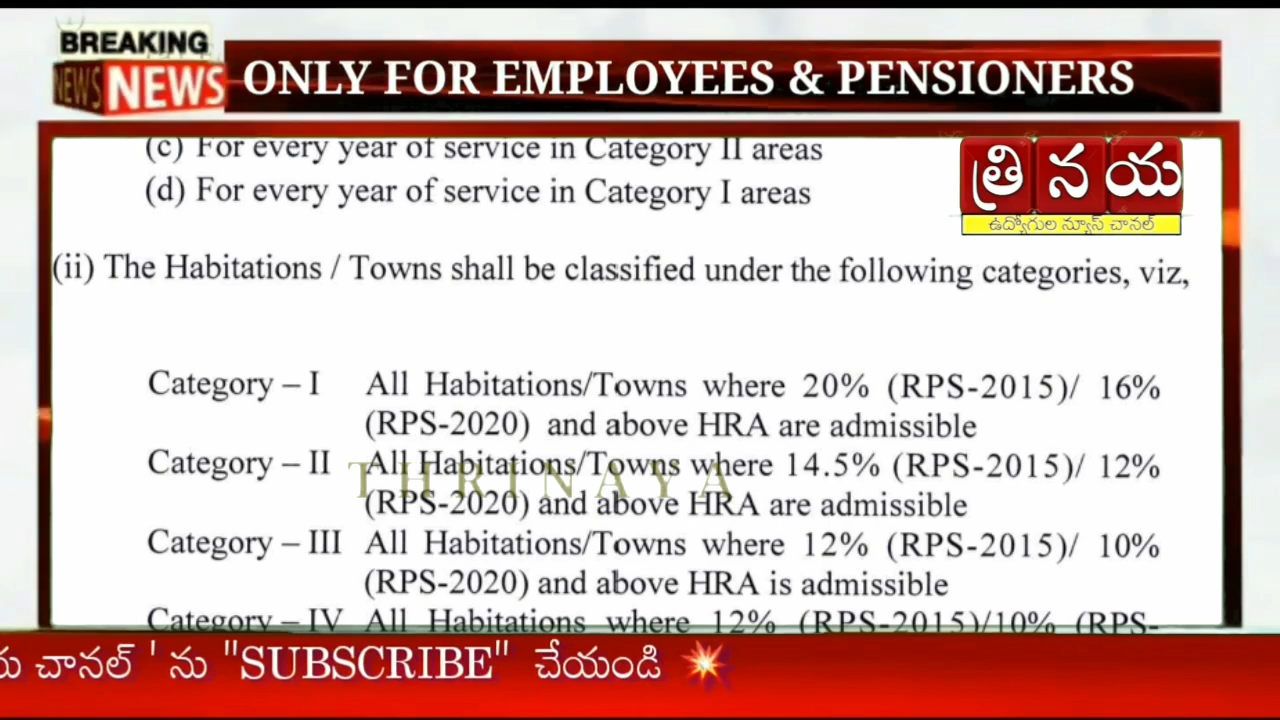 BREAKING
NEWS NEWS
ONLY FOR EMPLOYEES & PENSIONERS
త్రి న య
ఉద్యోగుల న్యూస్ చానల్
(c) For every year of service in Category II areas
(d) For every year of service in Category I areas
(ii) The Habitations / Towns shall be classified under the following categories, viz,
Category – I All Habitations/Towns where 20% (RPS-2015)/ 16%
(RPS-2020) and above HRA are admissible
Category – II All Habitations/Towns where 14.5% (RPS-2015)/ 12%
THRINAYA
(RPS-2020) and above HRA are admissible
Category – III All Habitations/Towns where 12% (RPS-2015)/ 10%
(RPS-2020) and above HRA is admissible
Category – IV All Habitations where 12% (RPS-2015)/10% (RPS-
చానల్ ' ను "SUBSCRIBE" చేయండి